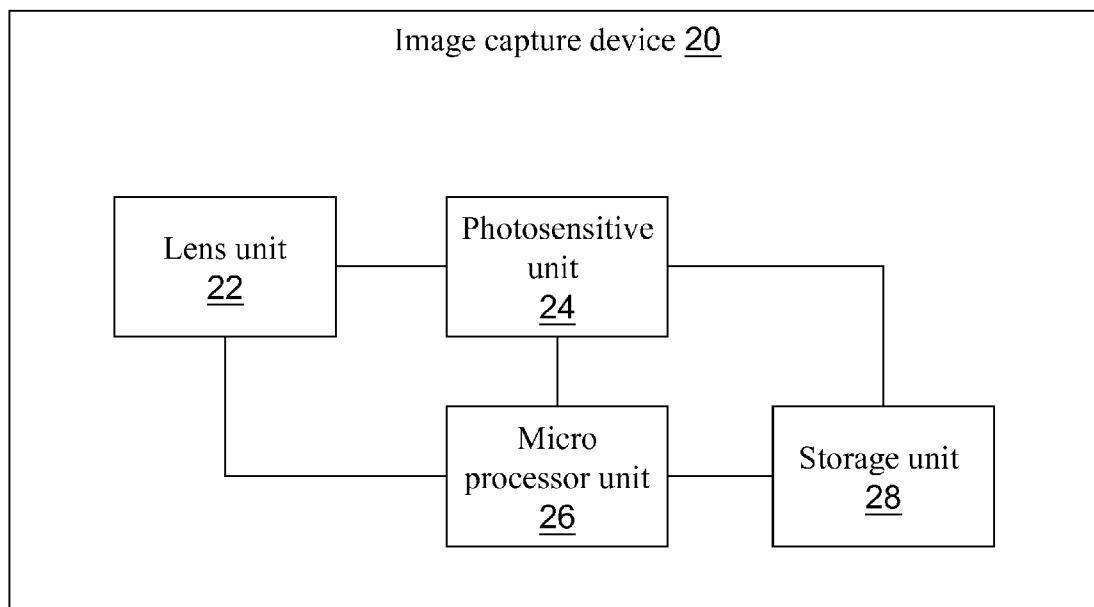 Image capture device 20
Lens unit
22
Photosensitive
unit
24
Micro
processor unit
26
Storage unit
28